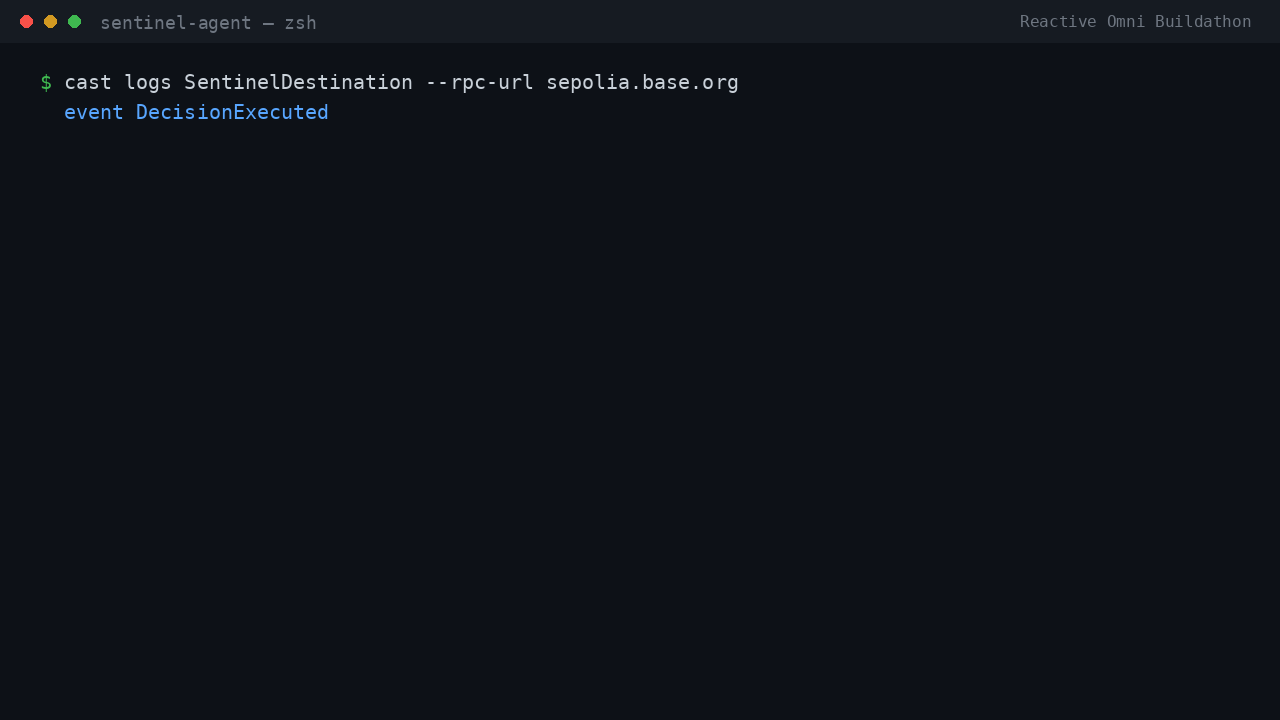 sentinel-agent — zsh
Reactive Omni Buildathon
$ cast logs SentinelDestination --rpc-url sepolia.base.org
event DecisionExecuted